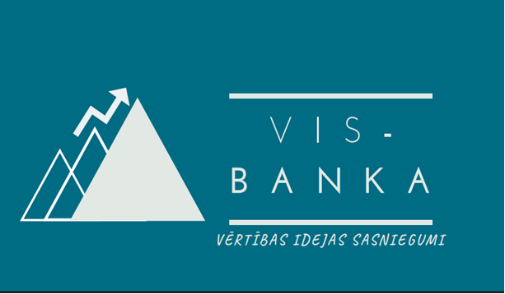 VIS-
BANKA
VĒRTĪBAS IDEJAS SASNIEGUMI